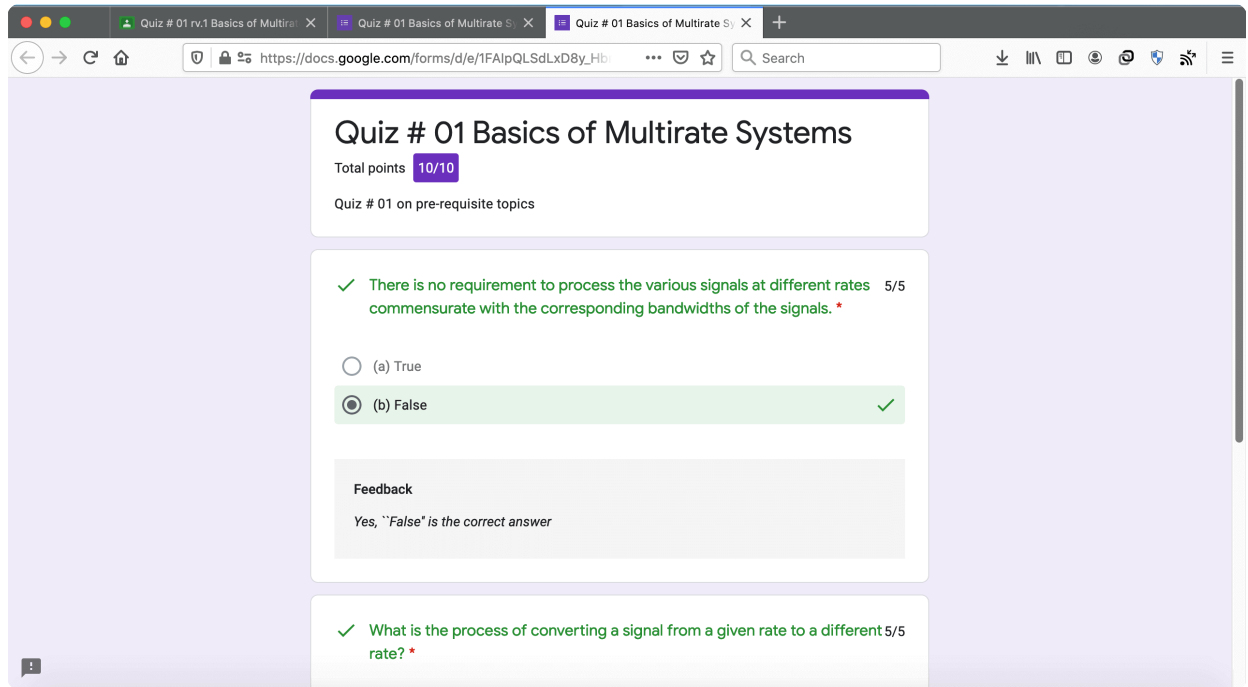 Quiz # 01 rv.1 Basics of Multirat
Quiz # 01 Basics of Multirate Sy
Quiz # 01 Basics of Multirate Sy
https://docs.google.com/forms/d/e/1FAIpQLSdLxD8y_Hb
Search
Quiz # 01 Basics of Multirate Systems
Total points 10/10
Quiz # 01 on pre-requisite topics
There is no requirement to process the various signals at different rates 5/5
commensurate with the corresponding bandwidths of the signals. *
(a) True
(b) False
Feedback
Yes, ``False" is the correct answer
What is the process of converting a signal from a given rate to a different 5/5
rate? *